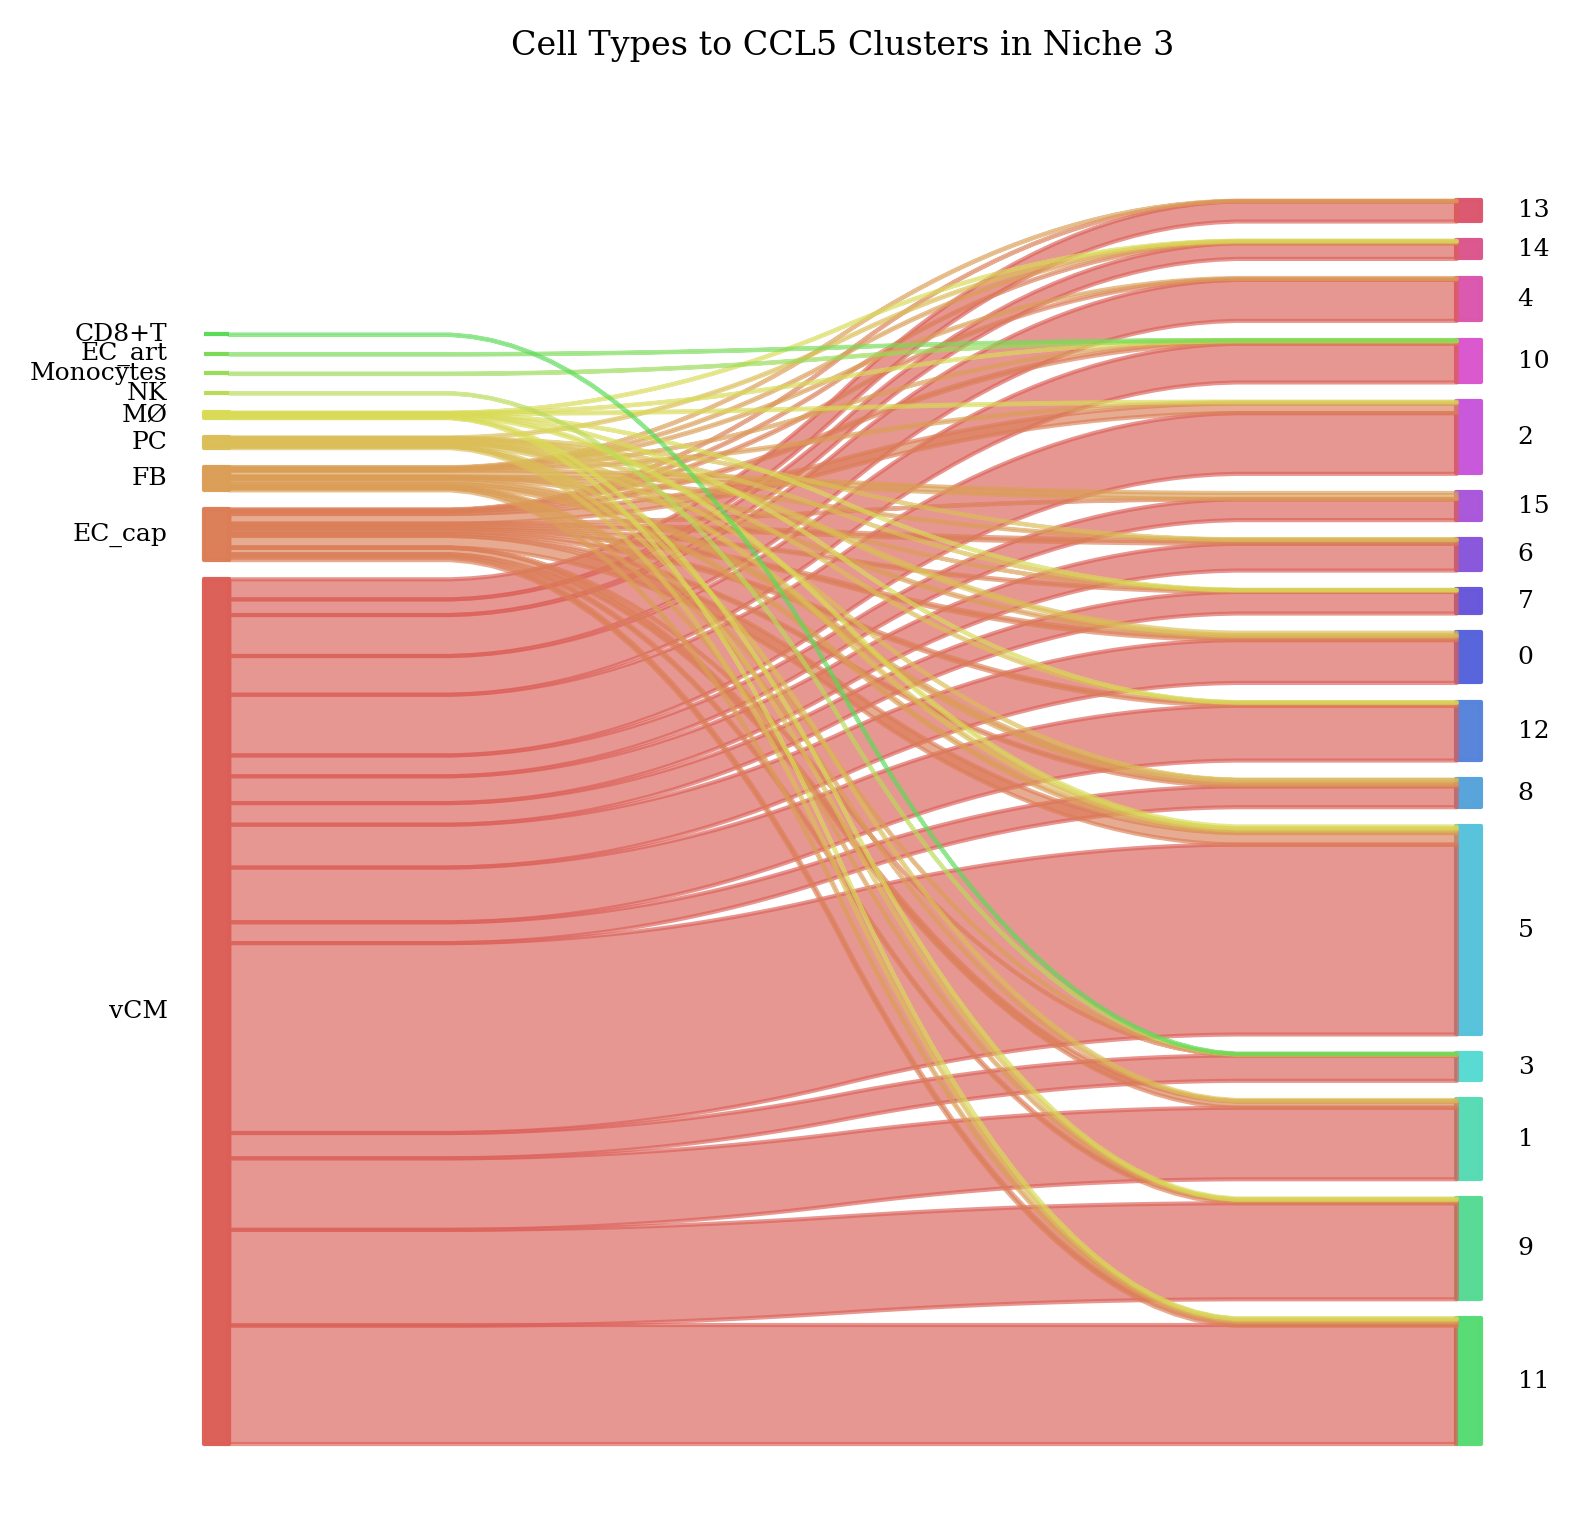 Cell Types to CCL5 Clusters in Niche 3
CD8+T
EC_art
Monocytes
NK
MØ
PC
FB
EC_cap
vCM
13
14
4
10
2
15
6
7
0
12
8
5
3
1
9
11